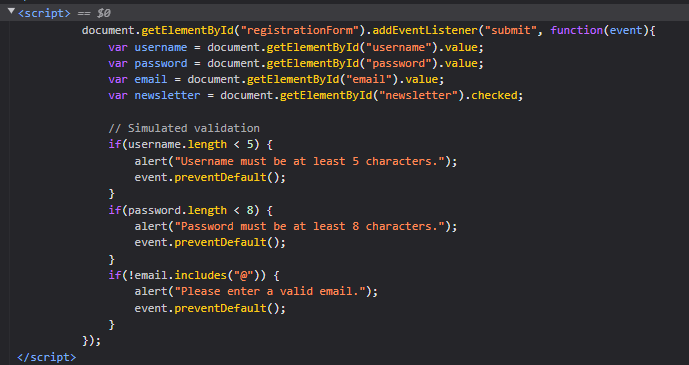 <script> == $0
document.getElementById("registrationForm").addEventListener("submit", function(event){
var username = document.getElementById("username").value;
var password = document.getElementById("password").value;
var email = document.getElementById("email").value;
var newsletter = document.getElementById("newsletter").checked;
// Simulated validation
if(username.length < 5) {
alert("Username must be at least 5 characters.");
event.preventDefault();
}
if(password.length < 8) {
alert("Password must be at least 8 characters.");
event.preventDefault();
}
if(!email.includes("@")) {
alert("Please enter a valid email.");
event.preventDefault();
}
});
</script>